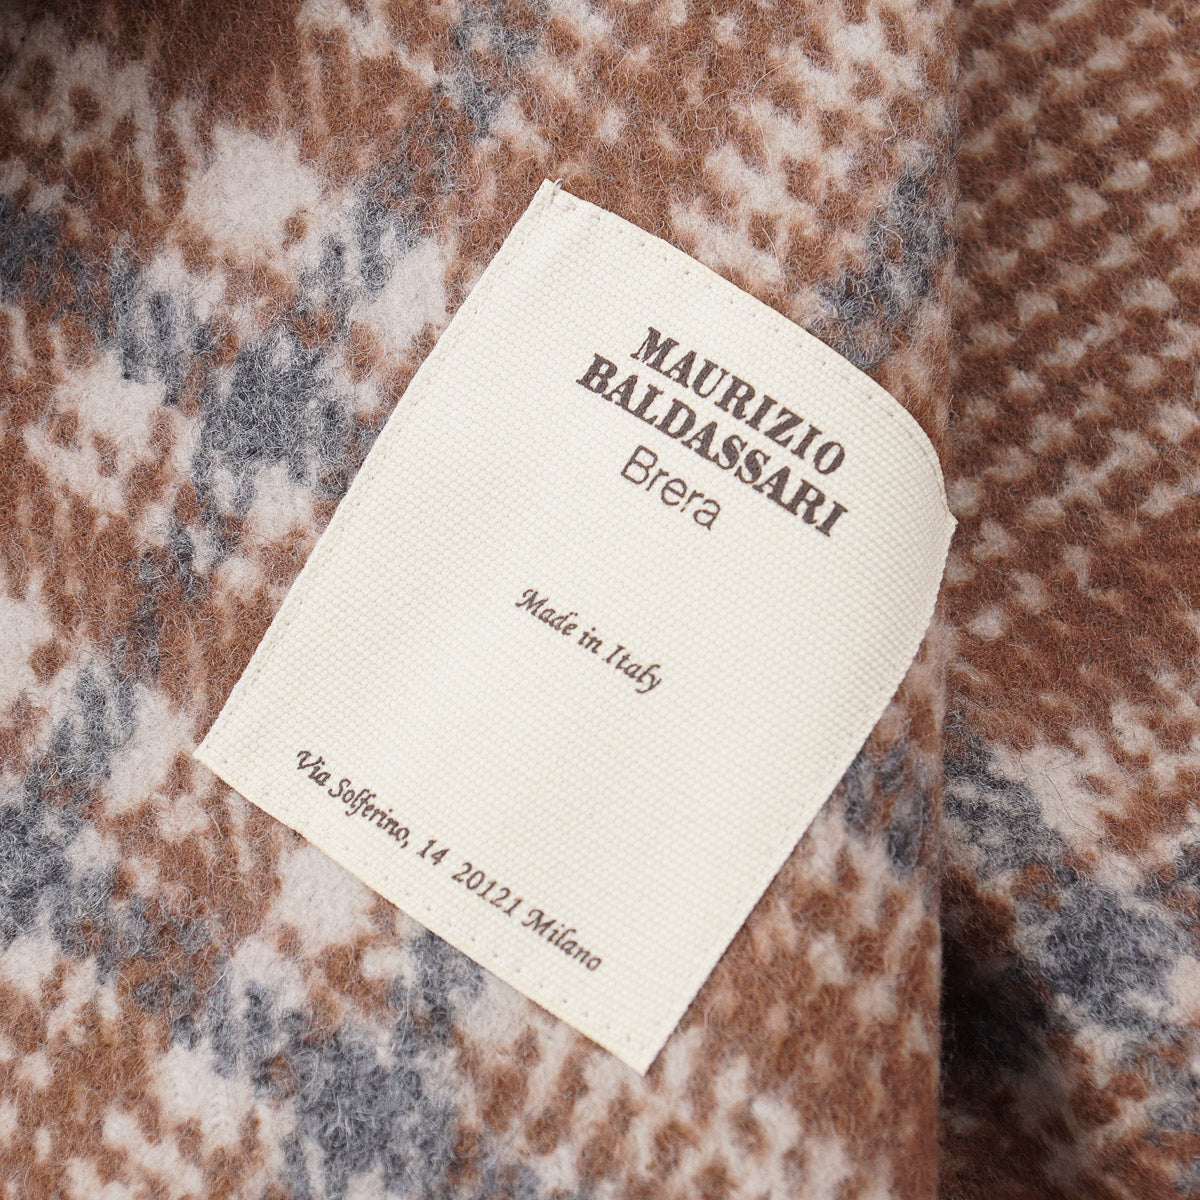 MAURIZIO
BALDASSARI
Brera
Made in Italy
Via Solferino, 14 20121 Milano